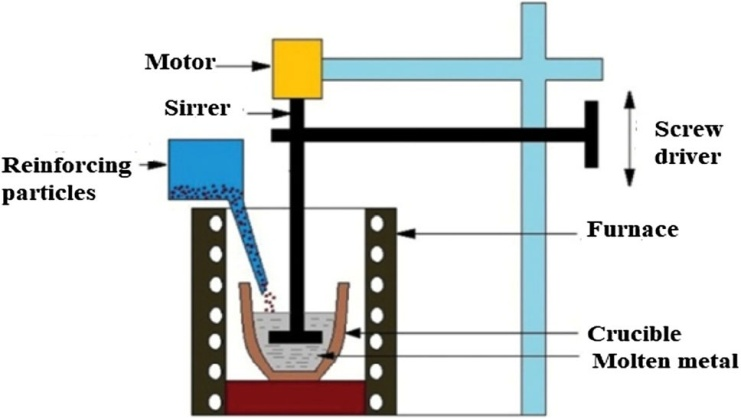 Motor
Sirrer
Reinforcing
particles
Screw
driver
Furnace
Crucible
Molten metal